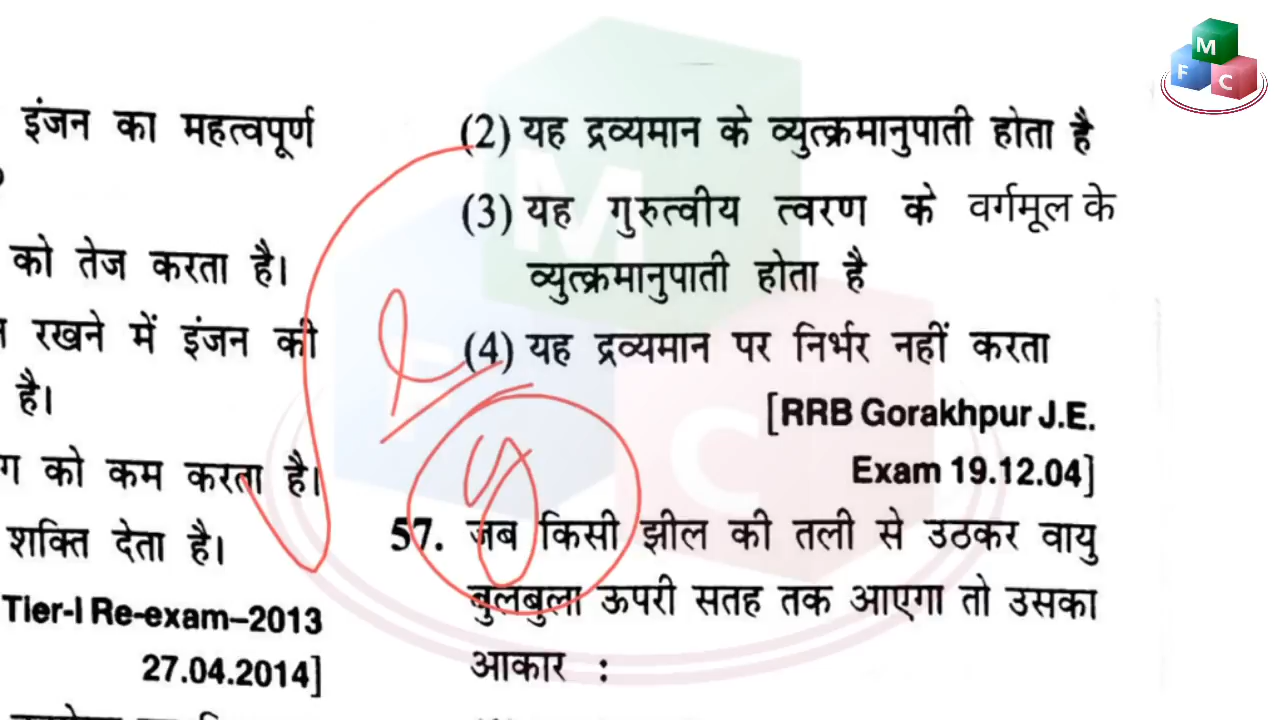 इंजन का महत्वपूर्ण
को तेज करता है।
रखने में इंजन की
है।
को कम करता है।
शक्ति देता है।
Tier-I Re-exam–2013
27.04.2014]
(2) यह द्रव्यमान के व्युत्क्रमानुपाती होता है
(3) यह गुरुत्वीय त्वरण के वर्गमूल के
व्युत्क्रमानुपाती होता है
(4) यह द्रव्यमान पर निर्भर नहीं करता
[RRB Gorakhpur J.E.
Exam 19.12.04]
57. जब किसी झील की तली से उठकर वायु
बुलबुला ऊपरी सतह तक आएगा तो उसका
आकार :
M
F
C
M
F
C